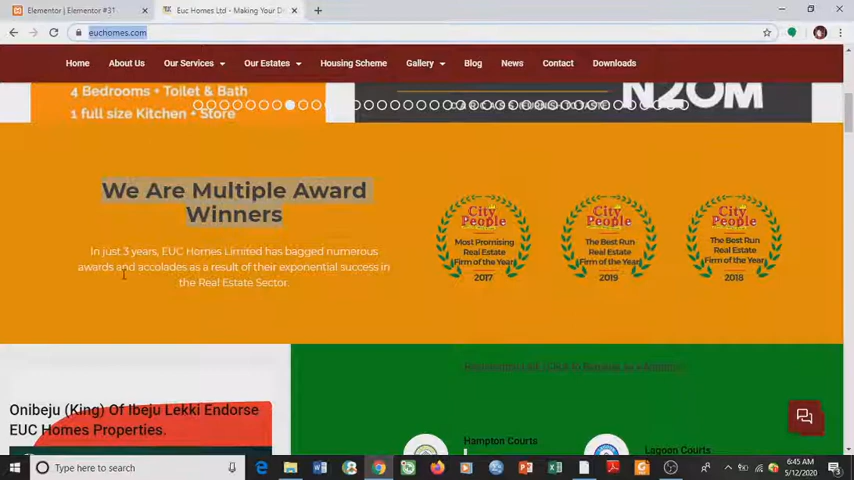 Elementor | Elementor #31
Euc Homes Ltd - Making Your D
euchomes.com
Home About Us Our Services Our Estates Housing Scheme Gallery Blog News Contact Downloads
4 Bedrooms • Toilet & Bath
1 full size Kitchen • Store
N20M
We Are Multiple Award
Winners
In just 3 years, EUC Homes Limited has bagged numerous
awards and accolades as a result of their exponential success in
the Real Estate Sector.
City
People
Most Promising
Real Estate
Firm of the Year
2017
City
People
The Best Run
Real Estate
Firm of the Year
2019
City
People
The Best Run
Real Estate
Firm of the Year
2018
Onibeju (King) Of Ibeju Lekki Endorse
EUC Homes Properties.
Hampton Courts
Lagoon Courts
Type here to search
6:45 AM
5/12/2020